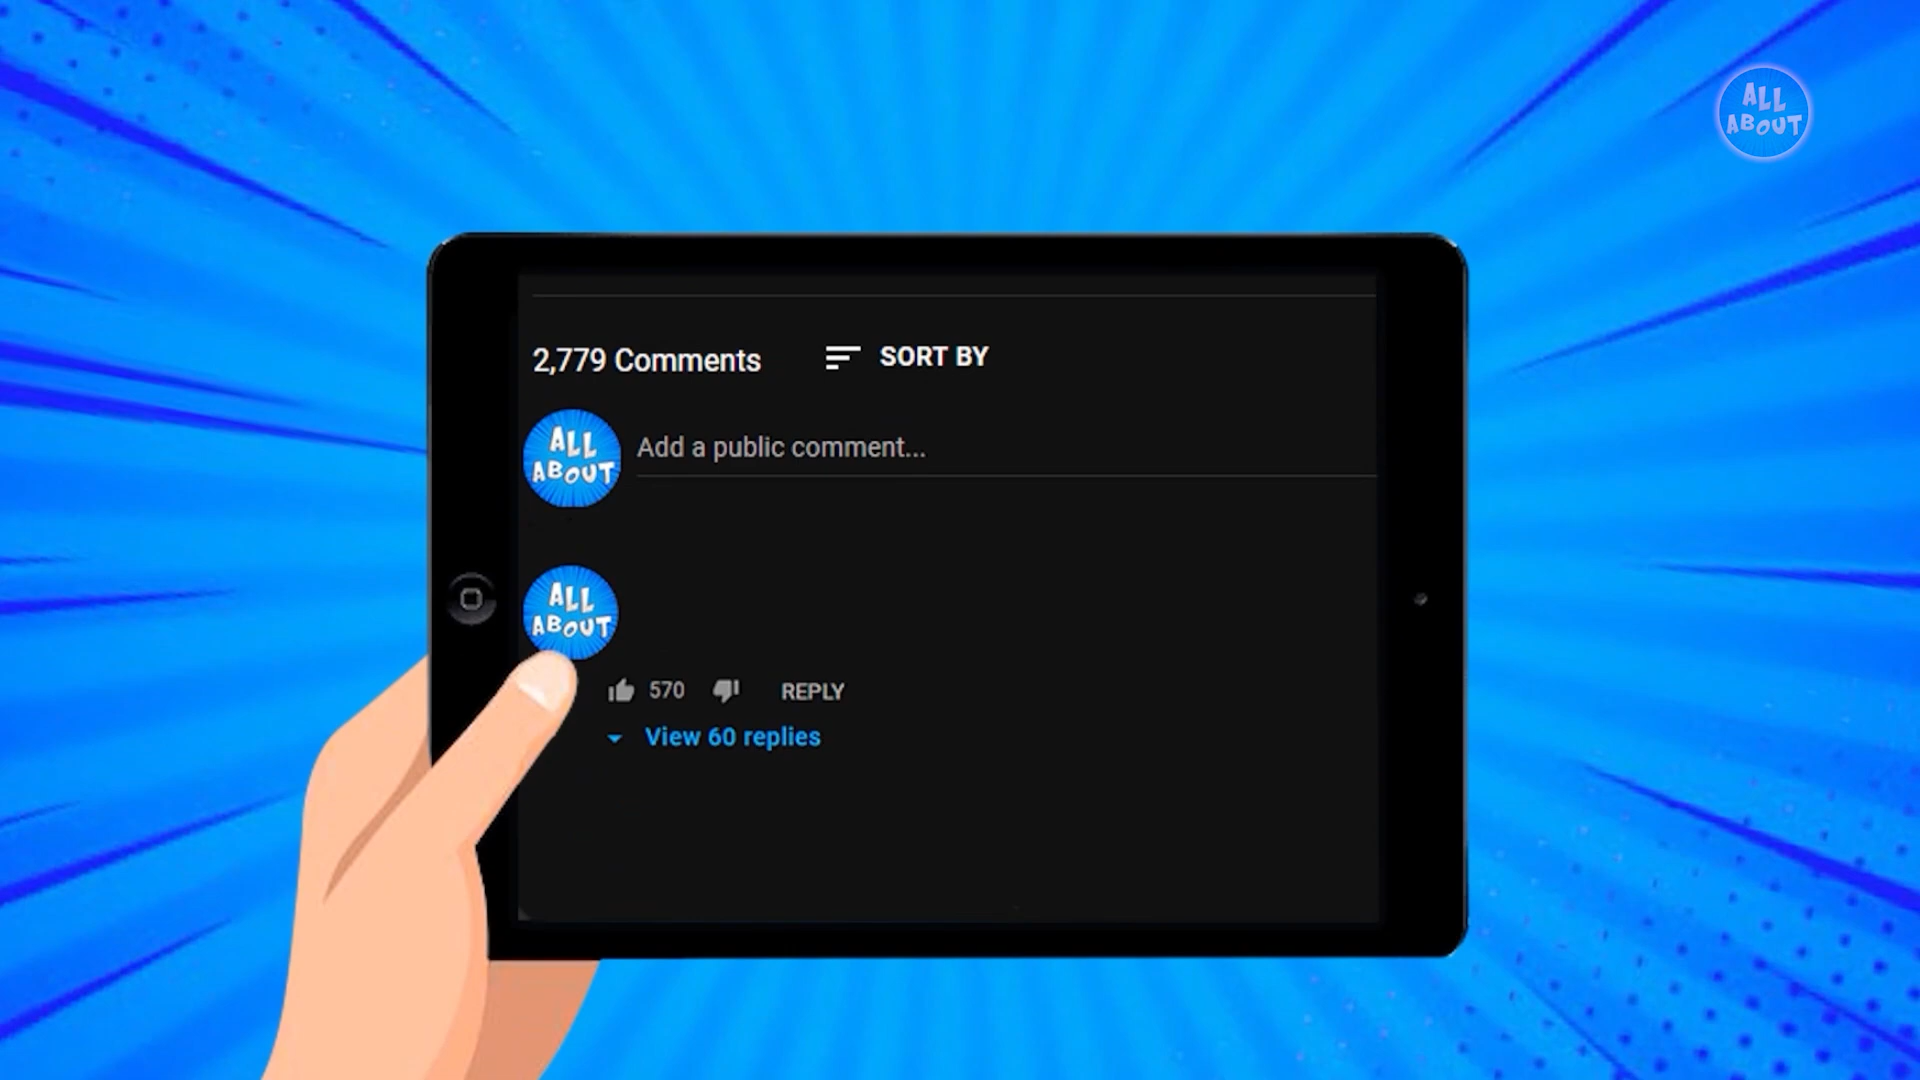 ALL
ABOUT
2,779 Comments
SORT BY
ALL
ABOUT
Add a public comment...
ALL
ABOUT
570
REPLY
View 60 replies